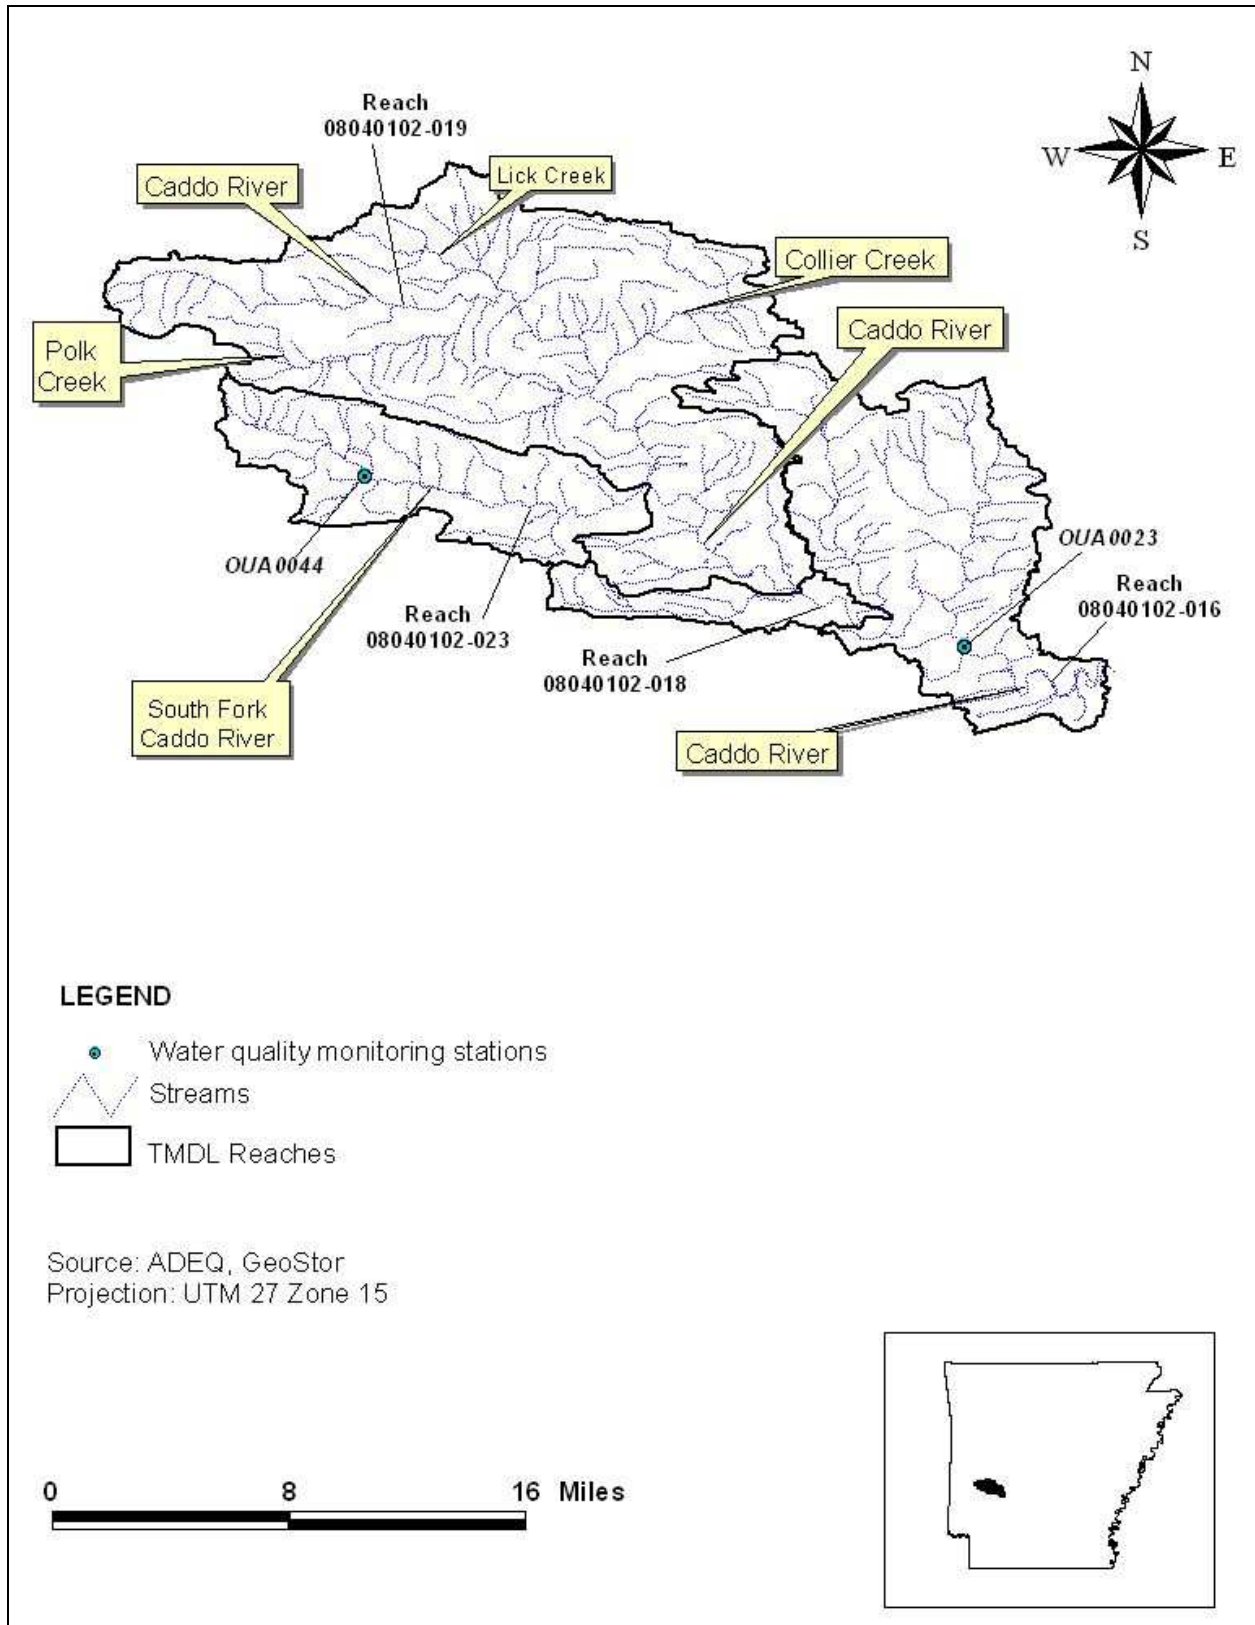 N
W
E
S
Reach
08040102-019
Lick Creek
Caddo River
Collier Creek
Caddo River
Polk
Creek
OUA0044
OUA0023
Reach
08040102-016
Reach
08040102-023
Reach
08040102-018
South Fork
Caddo River
Caddo River
LEGEND
Water quality monitoring stations
Streams
TMDL Reaches
Source: ADEQ, GeoStor
Projection: UTM 27 Zone 15
0 8 16 Miles